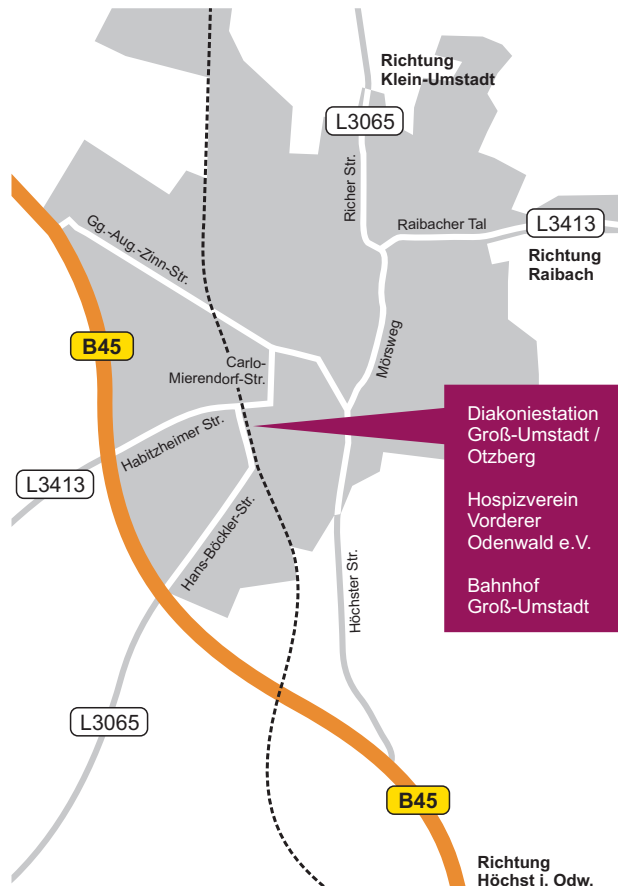 Richtung
Klein-Umstadt
L3065
Richer Str.
Raibacher Tal
L3413
Richtung
Raibach
Gg.-Aug.-Zinn-Str.
B45
Carlo-
Mierendorf-Str.
Mörsweg
Habitzheimer Str.
L3413
Hans-Böckler-Str.
Höchster Str.
Diakoniestation
Groß-Umstadt /
Otzberg
Hospizverein
Vorderer
Odenwald e.V.
Bahnhof
Groß-Umstadt
L3065
B45
Richtung
Höchst i. Odw.